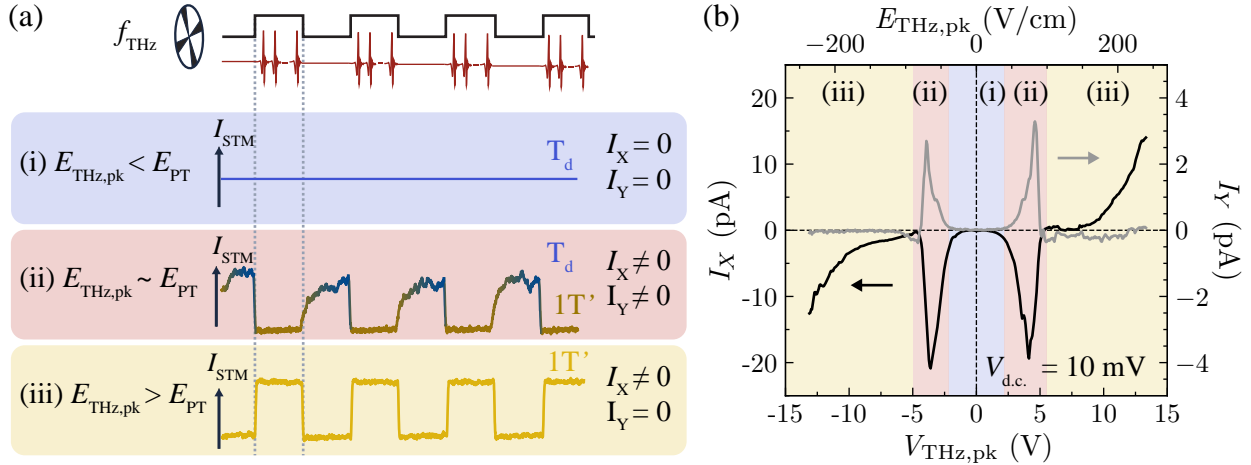 (a)
f_THz
(i) E_THz,pk < E_PT
I_STM
T_d
I_X = 0
I_Y = 0
(ii) E_THz,pk ~ E_PT
I_STM
T_d
1T’
I_X ≠ 0
I_Y ≠ 0
(iii) E_THz,pk > E_PT
I_STM
1T’
I_X ≠ 0
I_Y = 0
(b)
E_THz,pk (V/cm)
−200 0 200
(iii) (ii) (i) (ii) (iii)
20
10
0
-10
-20
I_X (pA)
4
2
0
−2
−4
I_Y (pA)
V_d.c. = 10 mV
-15 -10 -5 0 5 10 15
V_THz,pk (V)